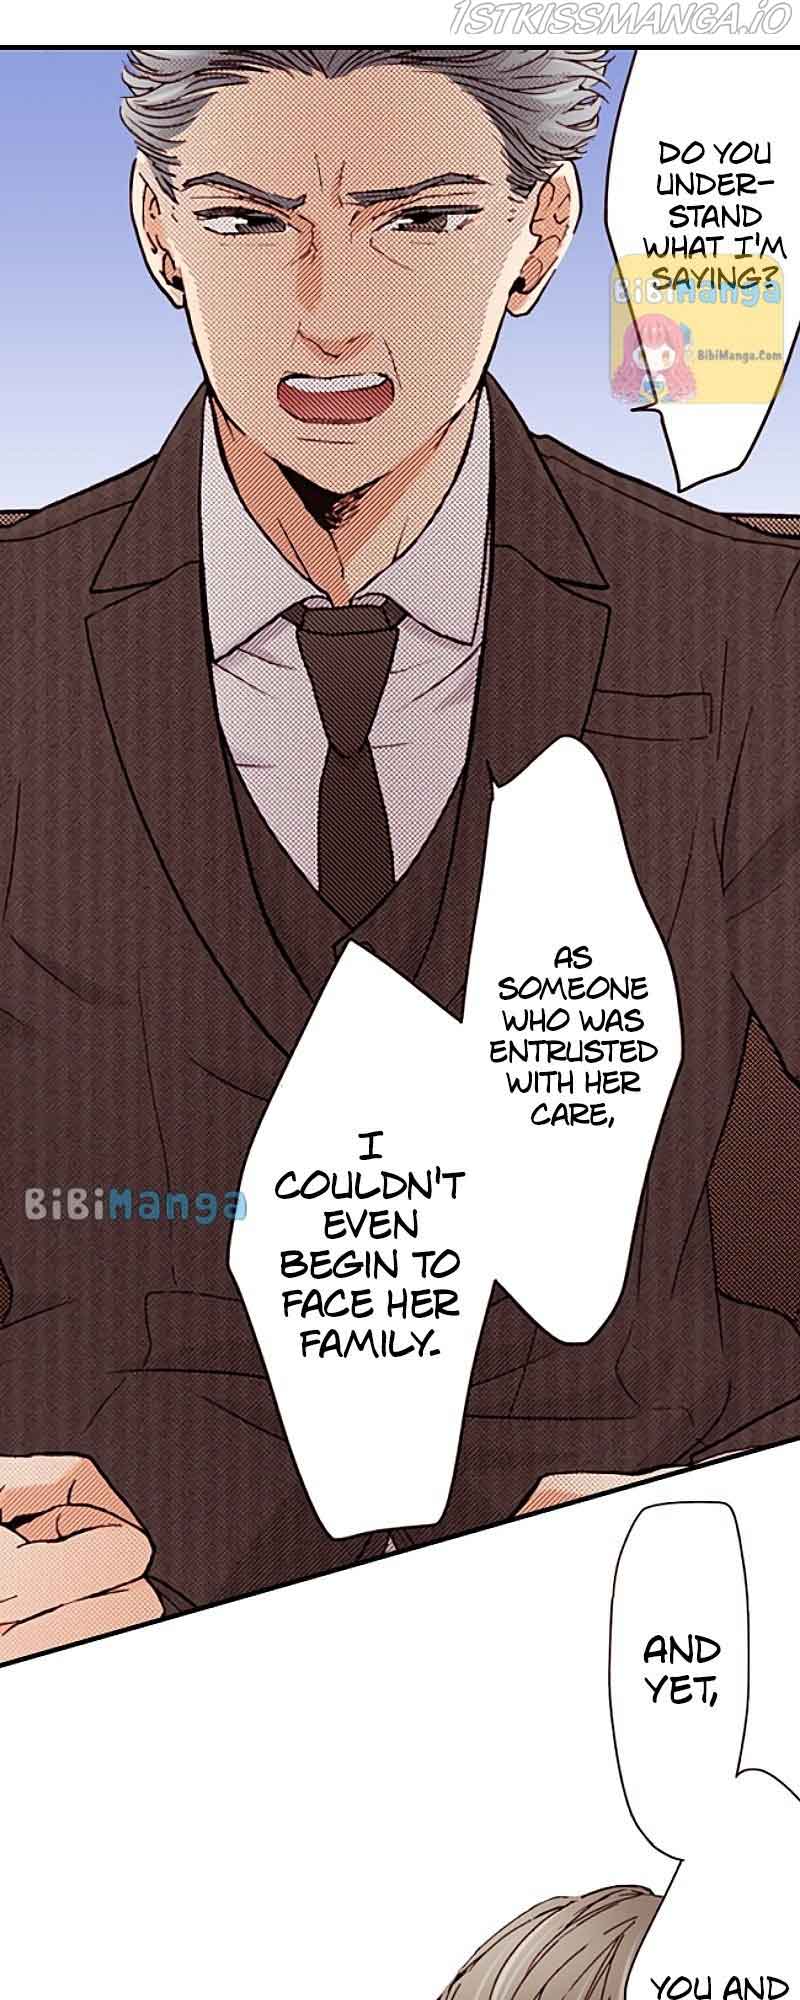 1STKISSMANGA.IO
DO YOU
UNDER-
STAND
WHAT I'M
SAYING?
BiBiManga
BibiManga.Com
AS
SOMEONE
WHO WAS
ENTRUSTED
WITH HER
CARE,
I
COULDN'T
EVEN
BEGIN TO
FACE HER
FAMILY.
BiBiManga
AND
YET,
YOU AND